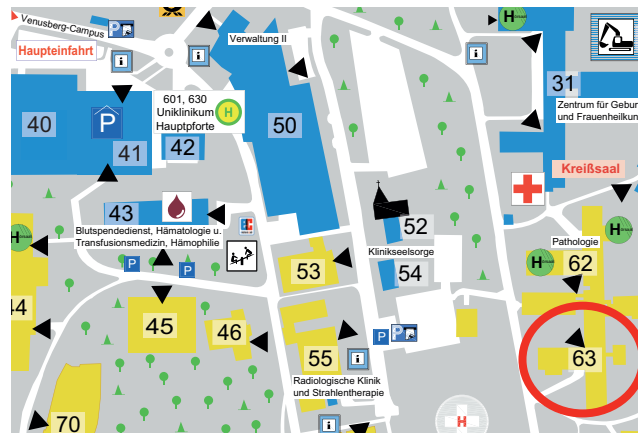 Venusberg-Campus
P
Haupteinfahrt
i
i
Verwaltung II
i
H
31
Zentrum für Gebur
und Frauenheilkun
601, 630
Uniklinikum
Hauptpforte
H
40
P
41
42
50
Kreißsaal
43
52
H
Blutspendedienst, Hämatologie u.
Transfusionsmedizin, Hämophilie
Klinikseelsorge
Pathologie
H
H
P
P
53
54
62
44
45
46
P
P
55
i
63
Radiologische Klinik
und Strahlentherapie
70
i
H